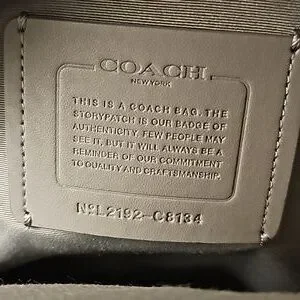 COACH
NEW YORK
THIS IS A COACH BAG. THE
STORYPATCH IS OUR BADGE OF
AUTHENTICITY. FEW PEOPLE MAY
SEE IT, BUT IT WILL ALWAYS BE A
REMINDER OF OUR COMMITMENT
TO QUALITY AND CRAFTSMANSHIP.
Nº L2192-C8134